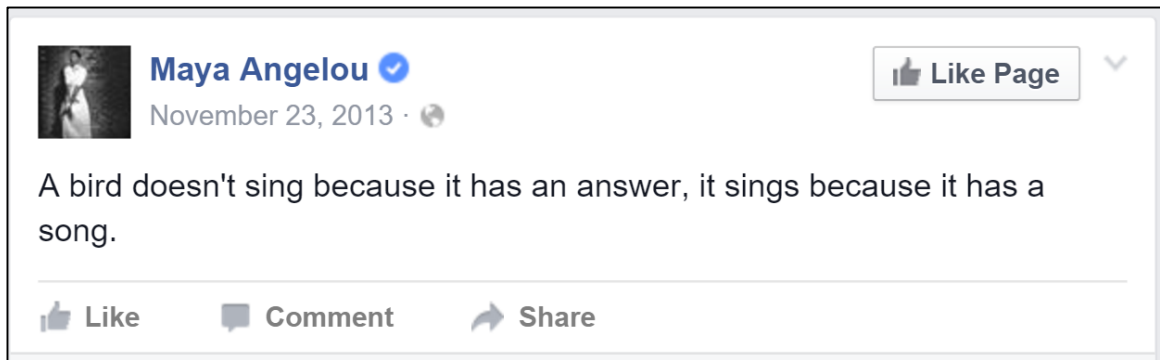 Maya Angelou
Like Page
November 23, 2013 ·
A bird doesn't sing because it has an answer, it sings because it has a
song.
Like Comment Share